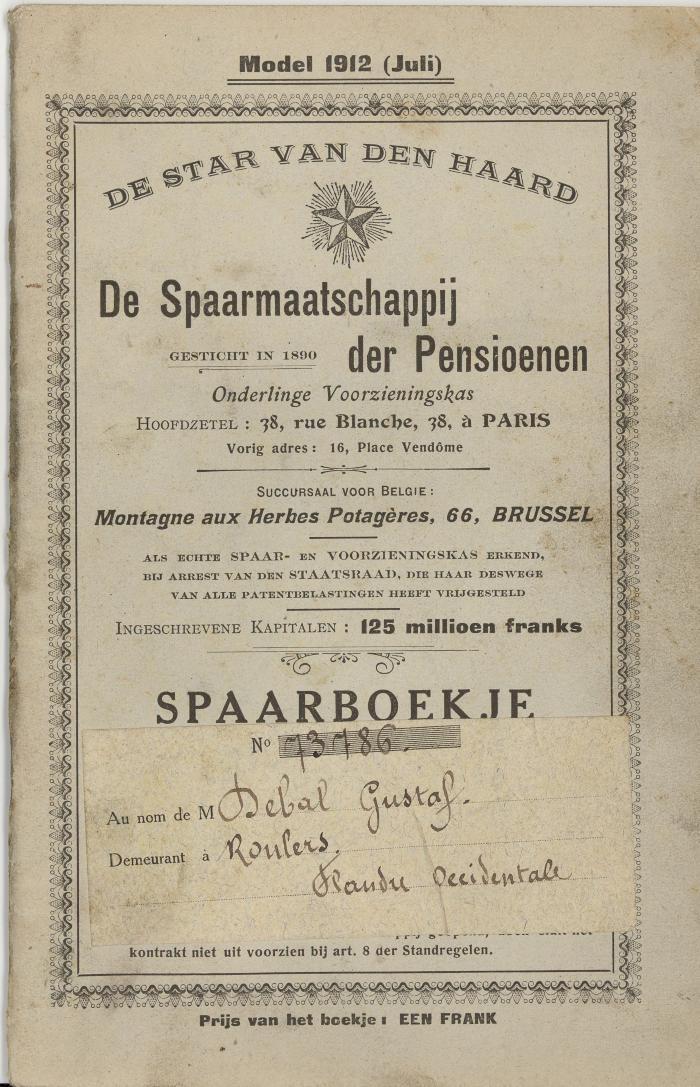 Model 1912 (Juli)
DE STAR VAN DEN HAARD
De Spaarmaatschappij
GESTICHT IN 1890 der Pensioenen
Onderlinge Voorzieningskas
HOOFDZETEL : 38, rue Blanche, 38, à PARIS
Vorig adres : 16, Place Vendôme
SUCCURSAAL VOOR BELGIE :
Montagne aux Herbes Potagères, 66, BRUSSEL
ALS ECHTE SPAAR- EN VOORZIENINGSKAS ERKEND,
BIJ ARREST VAN DEN STAATSRAAD, DIE HAAR DESWEGE
VAN ALLE PATENTBELASTINGEN HEEFT VRIJGESTELD
INGESCHREVENE KAPITALEN : 125 millioen franks
SPAARBOEKJE
No 73786.
Au nom de M Debal Gustaf.
Demeurant à Roulers.
Flandre Occidentale
kontrakt niet uit voorzien bij art. 8 der Standregelen.
Prijs van het boekje : EEN FRANK